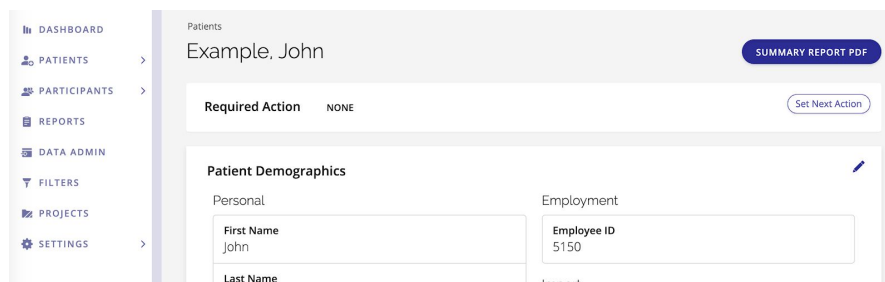 DASHBOARD
PATIENTS
PARTICIPANTS
REPORTS
DATA ADMIN
FILTERS
PROJECTS
SETTINGS
Patients
Example, John
SUMMARY REPORT PDF
Required Action NONE
Set Next Action
Patient Demographics
Personal
First Name
John
Last Name
Employment
Employee ID
5150